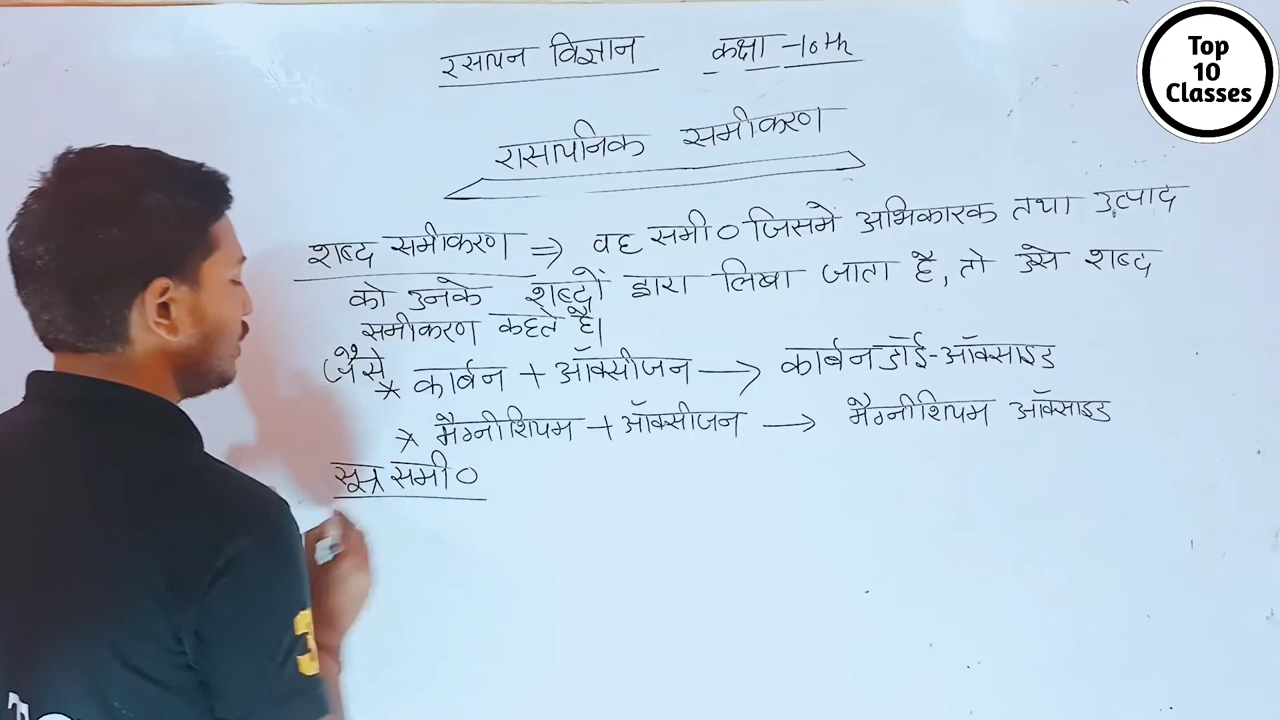 रसायन विज्ञान कक्षा -10th
Top
10
Classes
रासायनिक समीकरण
शब्द समीकरण ⇒ वह समी० जिसमें अभिकारक तथा उत्पाद
को उनके शब्दों द्वारा लिखा जाता है, तो उसे शब्द
समीकरण कहते हैं।
जैसे * कार्बन + ऑक्सीजन → कार्बन डॉई-ऑक्साइड
* मैग्नीशियम + ऑक्सीजन → मैग्नीशियम ऑक्साइड
सूत्र समी०
3